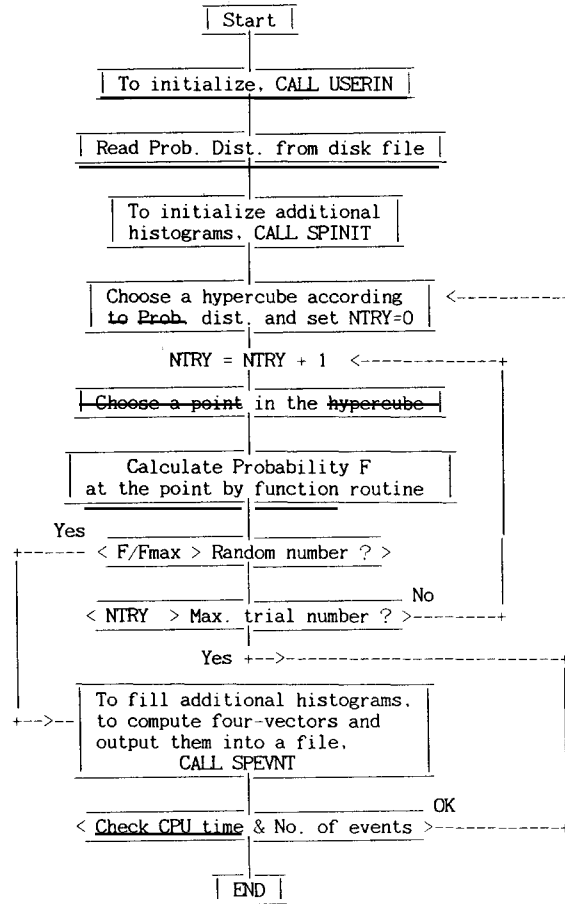 Start
To initialize, CALL USERIN
Read Prob. Dist. from disk file
To initialize additional
histograms, CALL SPINIT
Choose a hypercube according
to Prob. dist. and set NTRY=0
NTRY = NTRY + 1
Choose a point in the hypercube
Calculate Probability F
at the point by function routine
Yes
< F/Fmax > Random number ? >
No
< NTRY > Max. trial number ? >
Yes
To fill additional histograms,
to compute four-vectors and
output them into a file,
CALL SPEVNT
OK
< Check CPU time & No. of events >
END